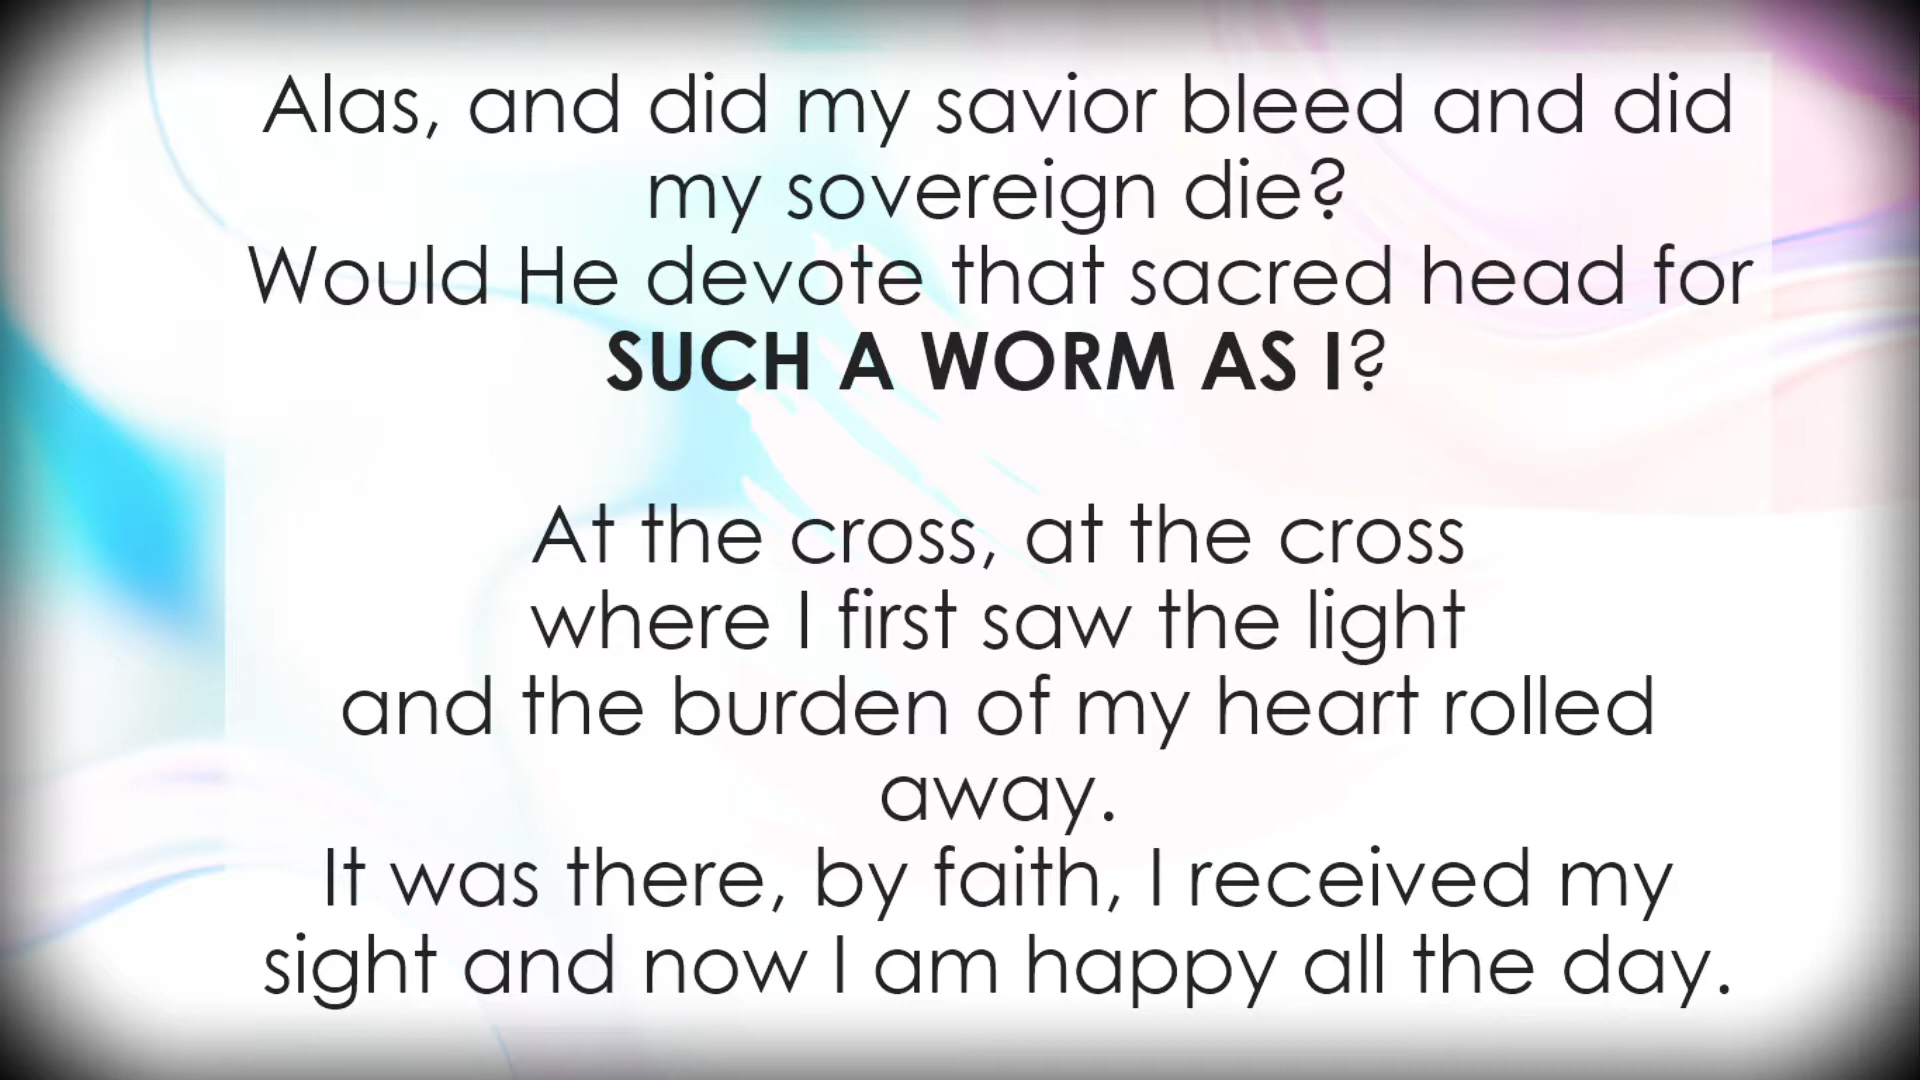 Alas, and did my savior bleed and did
my sovereign die?
Would He devote that sacred head for
SUCH A WORM AS I?
At the cross, at the cross
where I first saw the light
and the burden of my heart rolled
away.
It was there, by faith, I received my
sight and now I am happy all the day.